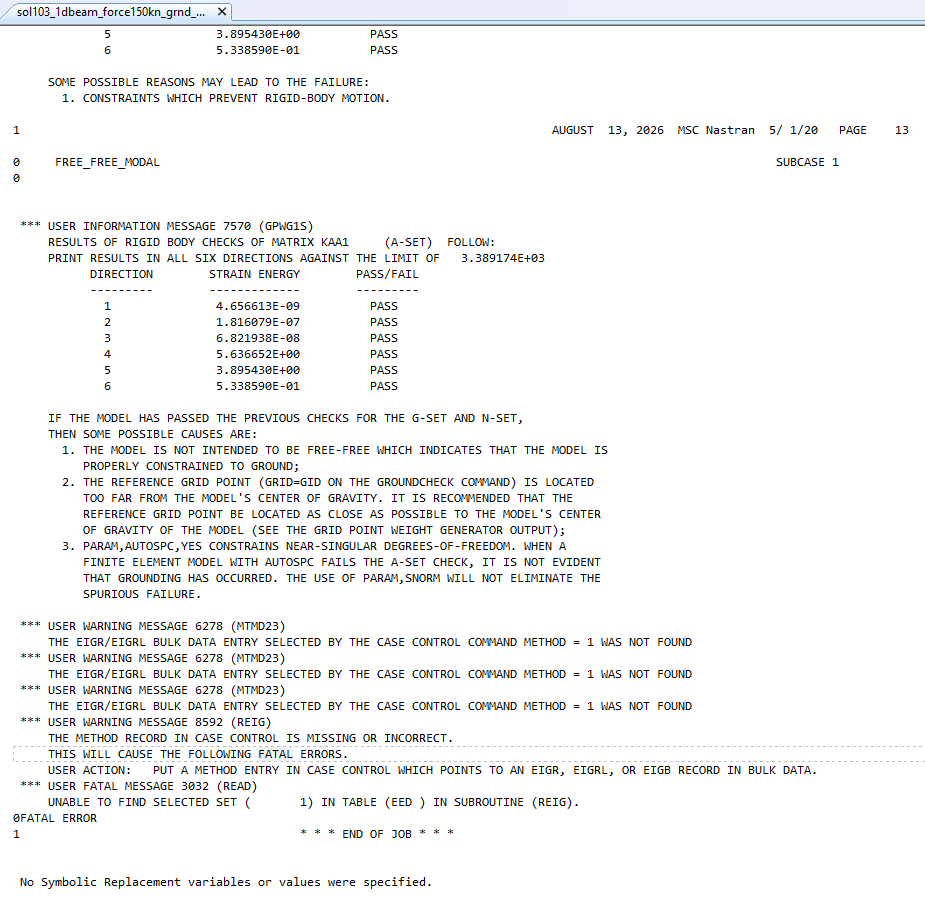 sol103_1dbeam_force150kn_grnd_... ✕
5 3.895430E+00 PASS
6 5.338590E-01 PASS
SOME POSSIBLE REASONS MAY LEAD TO THE FAILURE:
1. CONSTRAINTS WHICH PREVENT RIGID-BODY MOTION.
1 AUGUST 13, 2026 MSC Nastran 5/ 1/20 PAGE 13
0 FREE_FREE_MODAL SUBCASE 1
0
*** USER INFORMATION MESSAGE 7570 (GPWG1S)
RESULTS OF RIGID BODY CHECKS OF MATRIX KAA1 (A-SET) FOLLOW:
PRINT RESULTS IN ALL SIX DIRECTIONS AGAINST THE LIMIT OF 3.389174E+03
DIRECTION STRAIN ENERGY PASS/FAIL
--------- ------------- ---------
1 4.656613E-09 PASS
2 1.816079E-07 PASS
3 6.821938E-08 PASS
4 5.636652E+00 PASS
5 3.895430E+00 PASS
6 5.338590E-01 PASS
IF THE MODEL HAS PASSED THE PREVIOUS CHECKS FOR THE G-SET AND N-SET,
THEN SOME POSSIBLE CAUSES ARE:
1. THE MODEL IS NOT INTENDED TO BE FREE-FREE WHICH INDICATES THAT THE MODEL IS
PROPERLY CONSTRAINED TO GROUND;
2. THE REFERENCE GRID POINT (GRID=GID ON THE GROUNDCHECK COMMAND) IS LOCATED
TOO FAR FROM THE MODEL'S CENTER OF GRAVITY. IT IS RECOMMENDED THAT THE
REFERENCE GRID POINT BE LOCATED AS CLOSE AS POSSIBLE TO THE MODEL'S CENTER
OF GRAVITY OF THE MODEL (SEE THE GRID POINT WEIGHT GENERATOR OUTPUT);
3. PARAM,AUTOSPC,YES CONSTRAINS NEAR-SINGULAR DEGREES-OF-FREEDOM. WHEN A
FINITE ELEMENT MODEL WITH AUTOSPC FAILS THE A-SET CHECK, IT IS NOT EVIDENT
THAT GROUNDING HAS OCCURRED. THE USE OF PARAM,SNORM WILL NOT ELIMINATE THE
SPURIOUS FAILURE.
*** USER WARNING MESSAGE 6278 (MTMD23)
THE EIGR/EIGRL BULK DATA ENTRY SELECTED BY THE CASE CONTROL COMMAND METHOD = 1 WAS NOT FOUND
*** USER WARNING MESSAGE 6278 (MTMD23)
THE EIGR/EIGRL BULK DATA ENTRY SELECTED BY THE CASE CONTROL COMMAND METHOD = 1 WAS NOT FOUND
*** USER WARNING MESSAGE 6278 (MTMD23)
THE EIGR/EIGRL BULK DATA ENTRY SELECTED BY THE CASE CONTROL COMMAND METHOD = 1 WAS NOT FOUND
*** USER WARNING MESSAGE 8592 (REIG)
THE METHOD RECORD IN CASE CONTROL IS MISSING OR INCORRECT.
THIS WILL CAUSE THE FOLLOWING FATAL ERRORS.
USER ACTION: PUT A METHOD ENTRY IN CASE CONTROL WHICH POINTS TO AN EIGR, EIGRL, OR EIGB RECORD IN BULK DATA.
*** USER FATAL MESSAGE 3032 (READ)
UNABLE TO FIND SELECTED SET ( 1) IN TABLE (EED ) IN SUBROUTINE (REIG).
0FATAL ERROR
1 * * * END OF JOB * * *
No Symbolic Replacement variables or values were specified.